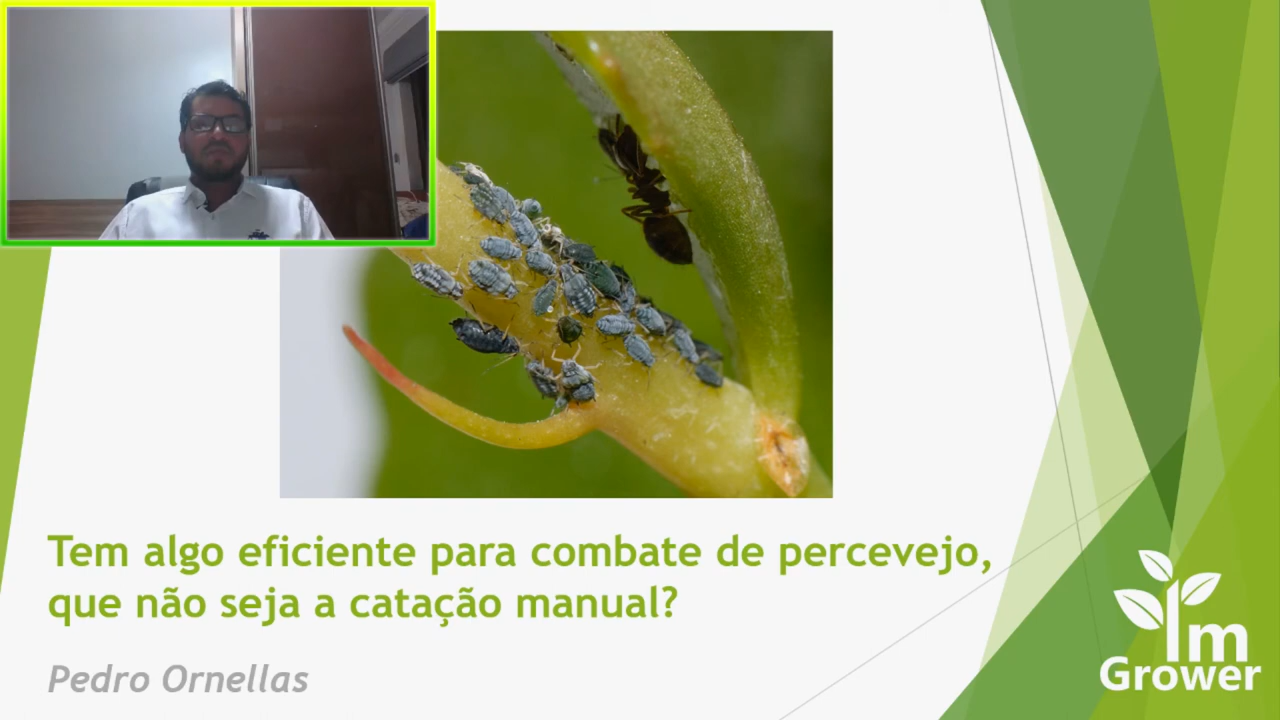 Tem algo eficiente para combate de percevejo,
que não seja a catação manual?
Pedro Ornellas
Im
Grower